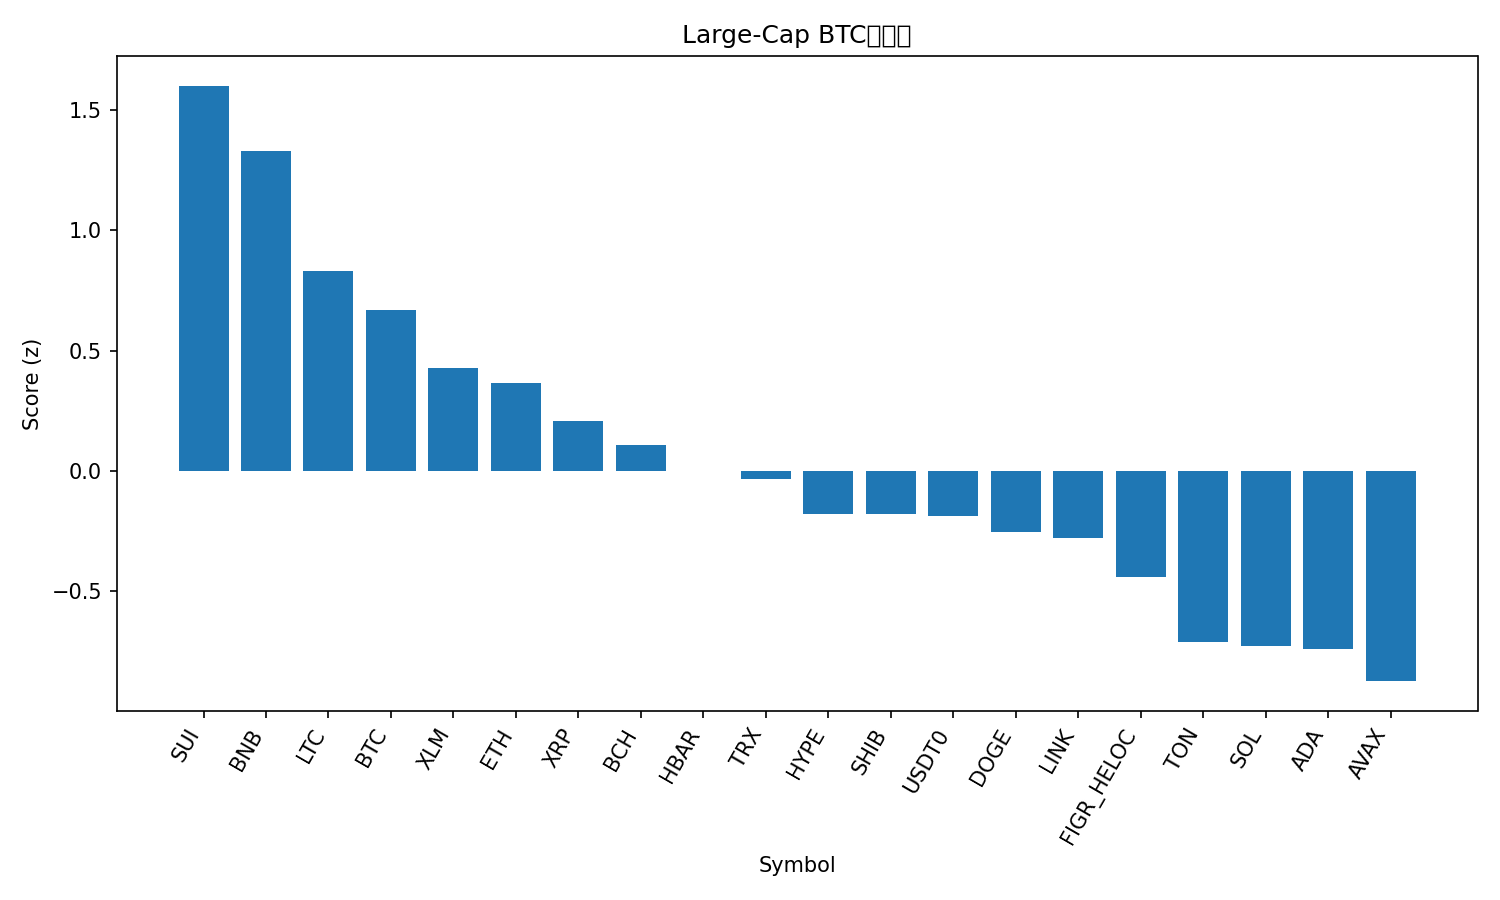 Large-Cap BTC
1.5
1.0
0.5
0.0
−0.5
Score (z)
SUI
BNB
LTC
BTC
XLM
ETH
XRP
BCH
HBAR
TRX
HYPE
SHIB
USDT0
DOGE
LINK
FIGR_HELOC
TON
SOL
ADA
AVAX
Symbol